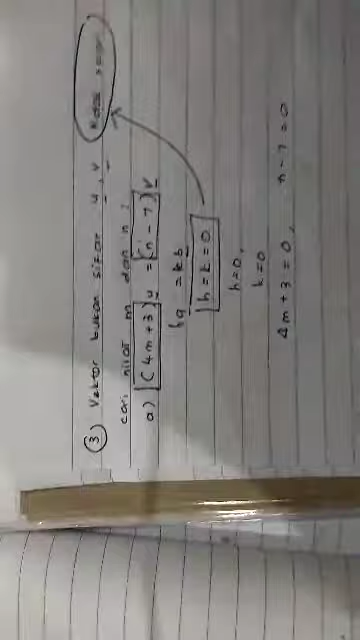 ③ Vektor bukan sifar u, v
cari nilai m dan n :
a) (4m + 3) u = (n - 7) v
ha = kb
h = k = 0
h = 0,
k = 0
4m + 3 = 0, n - 7 = 0